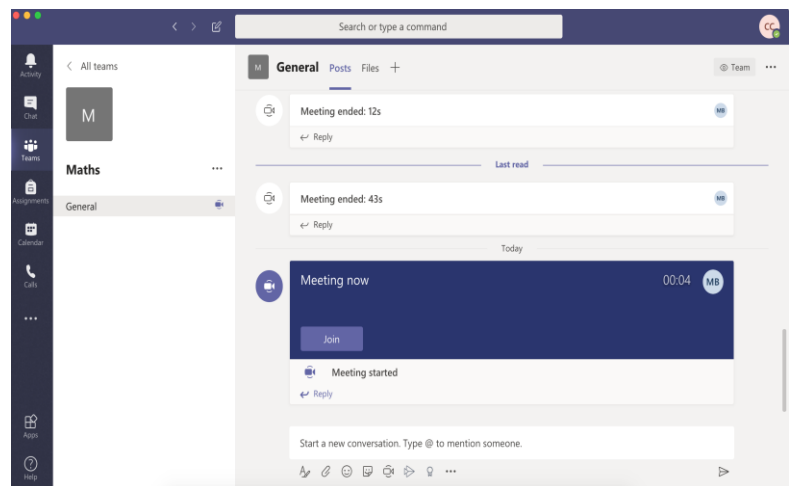 Search or type a command
CC
Activity
Chat
Teams
Assignments
Calendar
Calls
Apps
Help
All teams
M
Maths
General
M General Posts Files
Team
Meeting ended: 12s MB
Reply
Last read
Meeting ended: 43s MB
Reply
Today
Meeting now 00:04 MB
Join
Meeting started
Reply
Start a new conversation. Type @ to mention someone.